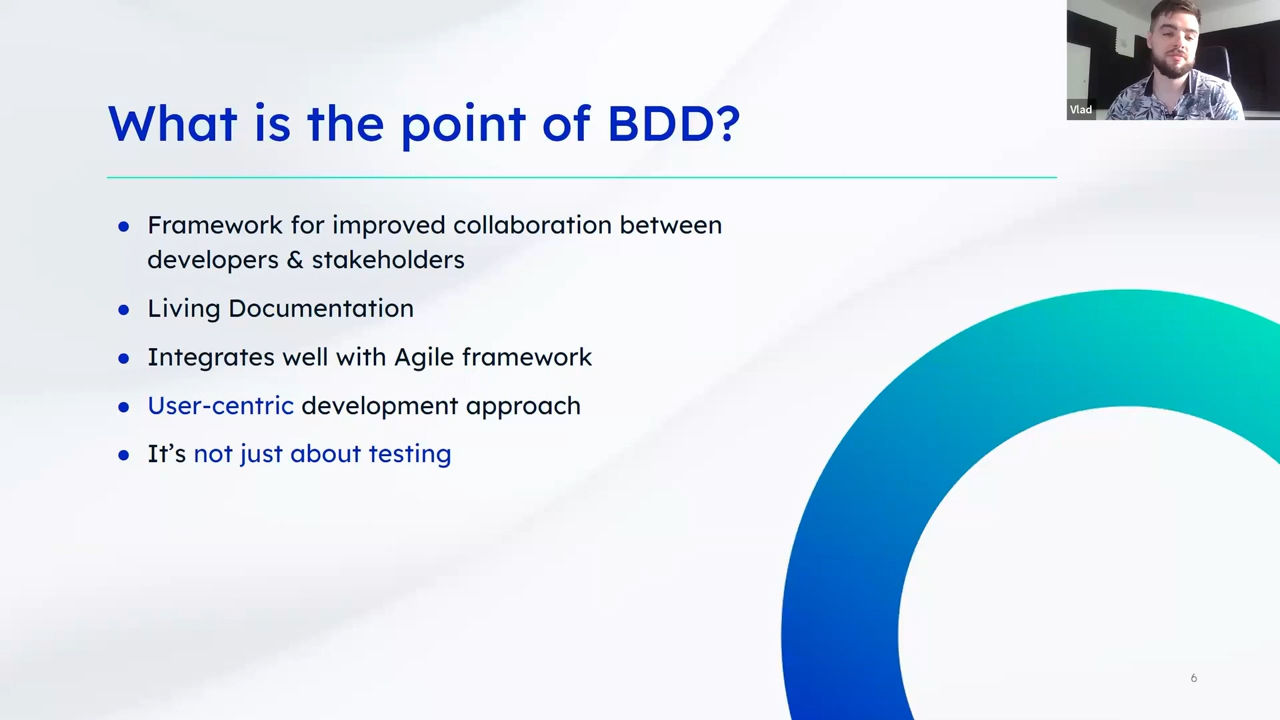 What is the point of BDD?
Vlad
● Framework for improved collaboration between
developers & stakeholders
● Living Documentation
● Integrates well with Agile framework
● User-centric development approach
● It’s not just about testing
6